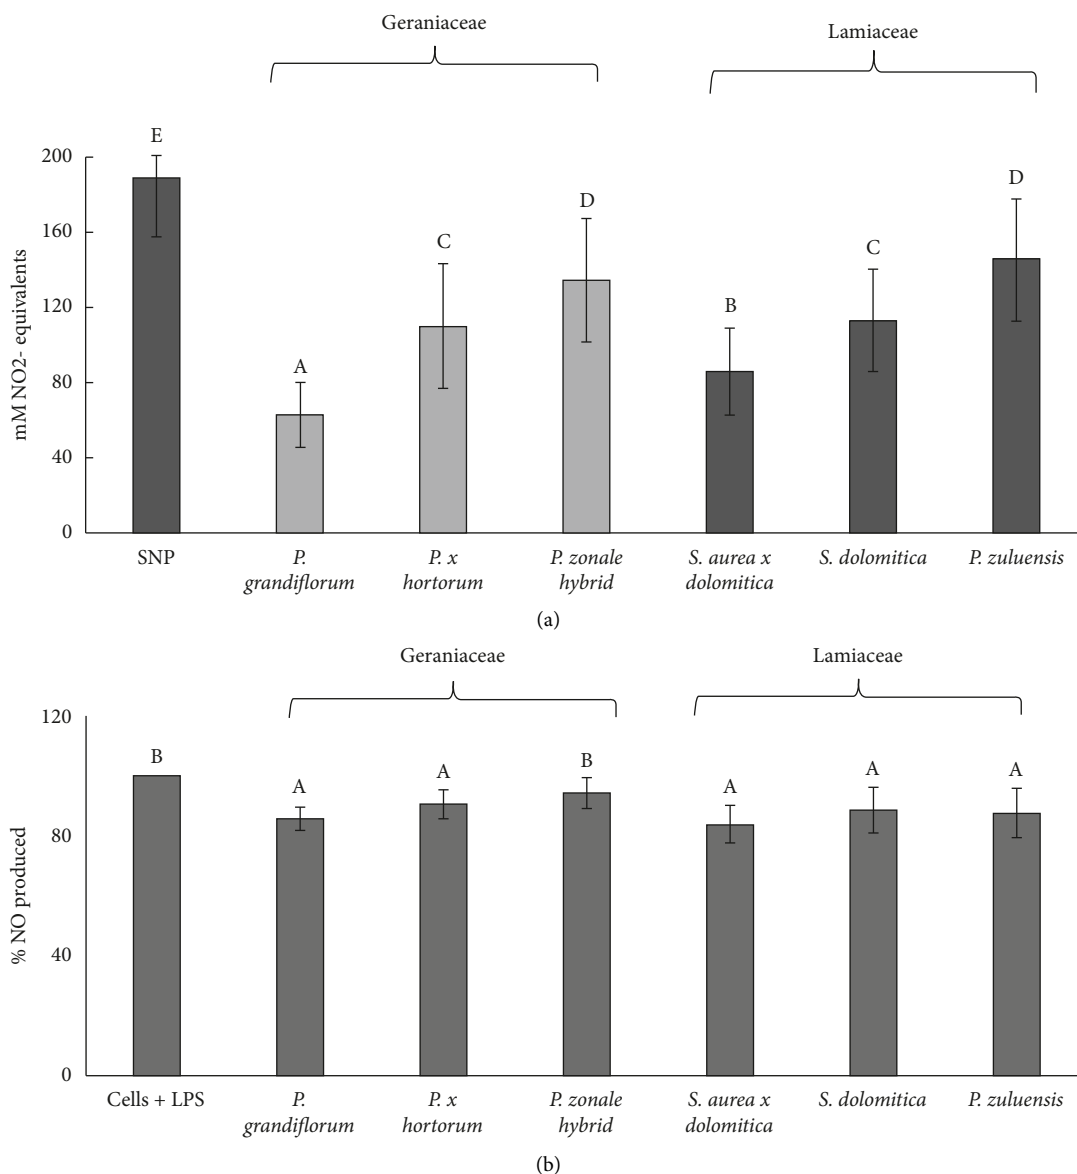 Geraniaceae
Lamiaceae
E
A
C
D
B
C
D
mM NO2- equivalents
200
160
120
80
40
0
SNP
P. grandiflorum
P. x hortorum
P. zonale hybrid
S. aurea x dolomitica
S. dolomitica
P. zuluensis
(a)
Geraniaceae
Lamiaceae
B
A
A
B
A
A
A
% NO produced
120
80
40
0
Cells + LPS
P. grandiflorum
P. x hortorum
P. zonale hybrid
S. aurea x dolomitica
S. dolomitica
P. zuluensis
(b)